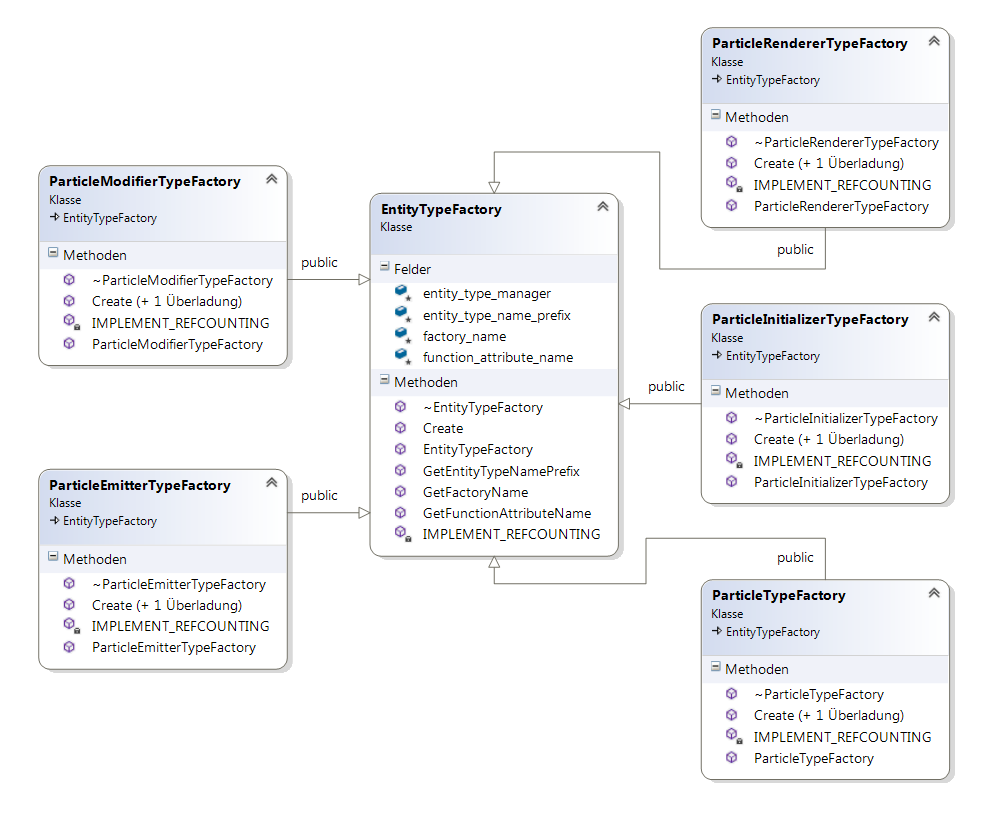 ParticleRendererTypeFactory
Klasse
EntityTypeFactory
Methoden
~ParticleRendererTypeFactory
Create (+ 1 Überladung)
IMPLEMENT_REFCOUNTING
ParticleRendererTypeFactory
public
ParticleModifierTypeFactory
Klasse
EntityTypeFactory
Methoden
~ParticleModifierTypeFactory
Create (+ 1 Überladung)
IMPLEMENT_REFCOUNTING
ParticleModifierTypeFactory
public
EntityTypeFactory
Klasse
Felder
entity_type_manager
entity_type_name_prefix
factory_name
function_attribute_name
Methoden
~EntityTypeFactory
Create
EntityTypeFactory
GetEntityTypeNamePrefix
GetFactoryName
GetFunctionAttributeName
IMPLEMENT_REFCOUNTING
public
ParticleInitializerTypeFactory
Klasse
EntityTypeFactory
Methoden
~ParticleInitializerTypeFactory
Create (+ 1 Überladung)
IMPLEMENT_REFCOUNTING
ParticleInitializerTypeFactory
ParticleEmitterTypeFactory
Klasse
EntityTypeFactory
Methoden
~ParticleEmitterTypeFactory
Create (+ 1 Überladung)
IMPLEMENT_REFCOUNTING
ParticleEmitterTypeFactory
public
public
ParticleTypeFactory
Klasse
EntityTypeFactory
Methoden
~ParticleTypeFactory
Create (+ 1 Überladung)
IMPLEMENT_REFCOUNTING
ParticleTypeFactory